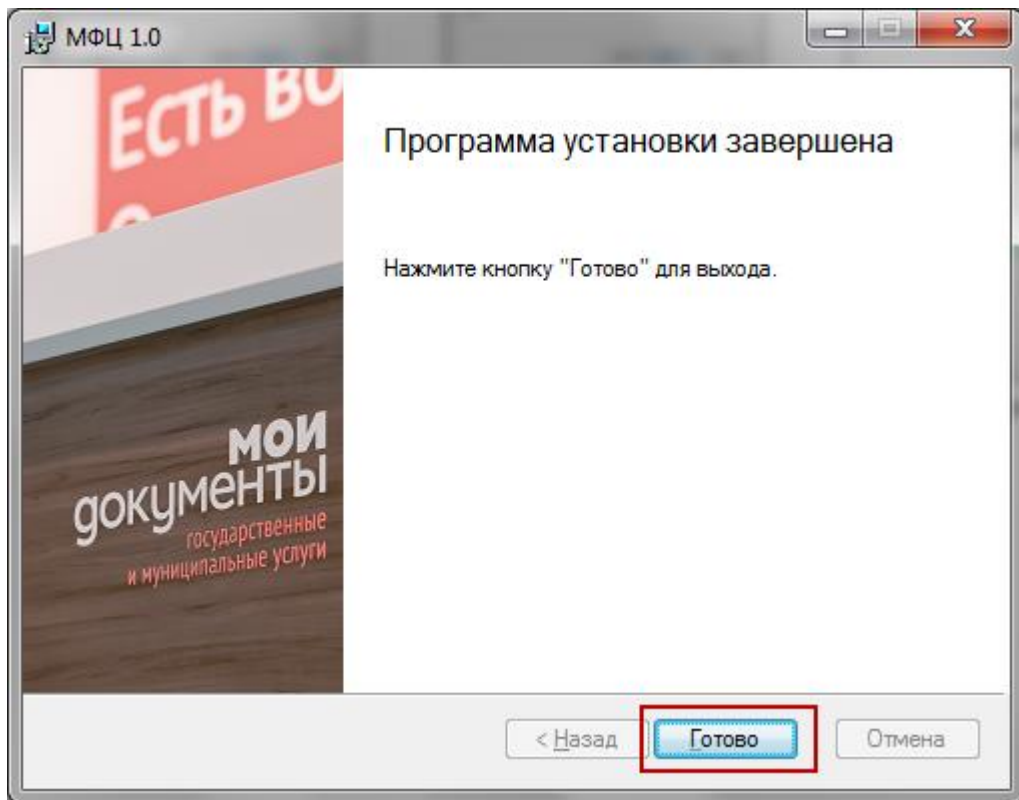 МФЦ 1.0
Есть во
Программа установки завершена
Нажмите кнопку "Готово" для выхода.
мои
документы
государственные
и муниципальные услуги
< Назад
Готово
Отмена